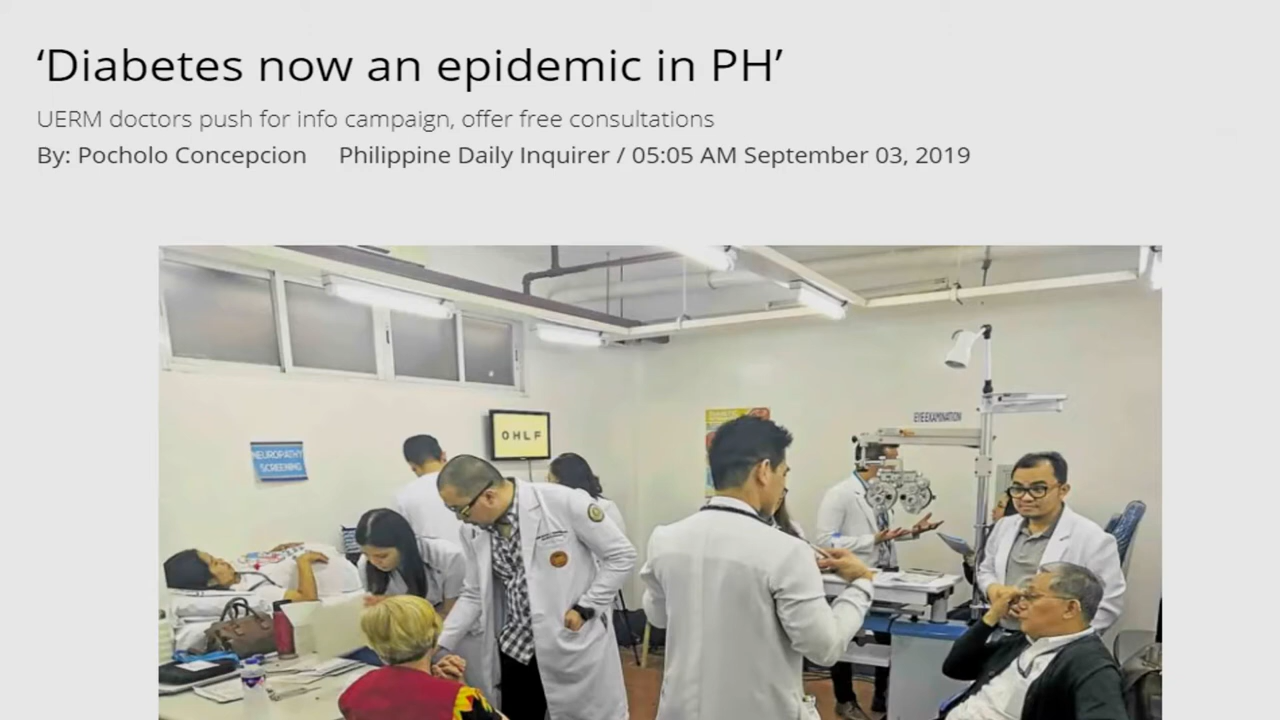 ‘Diabetes now an epidemic in PH’
UERM doctors push for info campaign, offer free consultations
By: Pocholo Concepcion Philippine Daily Inquirer / 05:05 AM September 03, 2019
EYE EXAMINATION
OHLF
NEUROPATHY
SCREENING